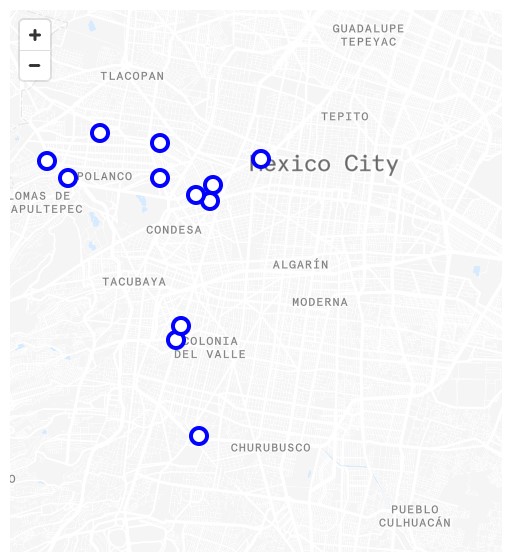 +
−
GUADALUPE
TEPEYAC
TLACOPAN
TEPITO
Mexico City
POLANCO
LOMAS DE
APULTEPEC
CONDESA
ALGARÍN
TACUBAYA
MODERNA
COLONIA
DEL VALLE
CHURUBUSCO
O
PUEBLO
CULHUACÁN